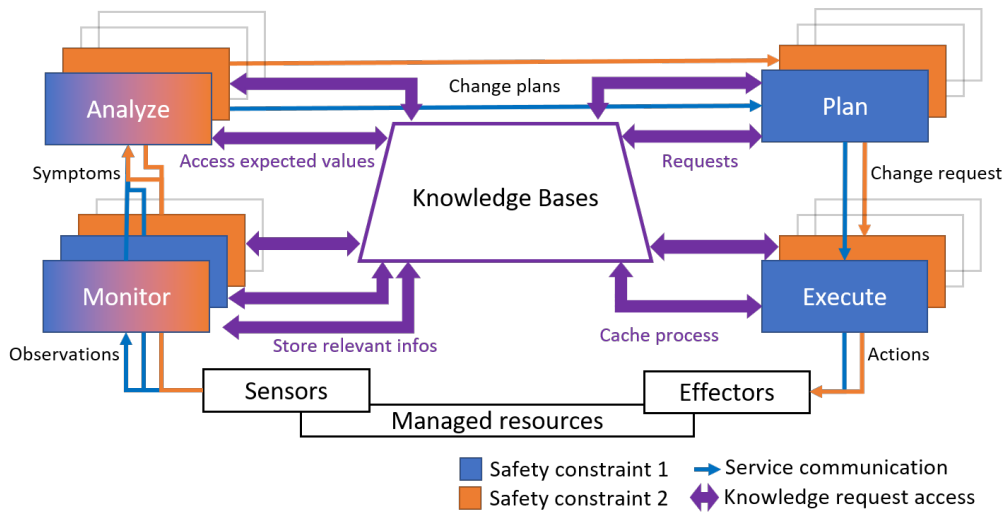 Analyze
Change plans
Plan
Access expected values
Requests
Symptoms
Knowledge Bases
Change request
Monitor
Execute
Observations
Store relevant infos
Cache process
Actions
Sensors
Effectors
Managed resources
Safety constraint 1
Service communication
Safety constraint 2
Knowledge request access